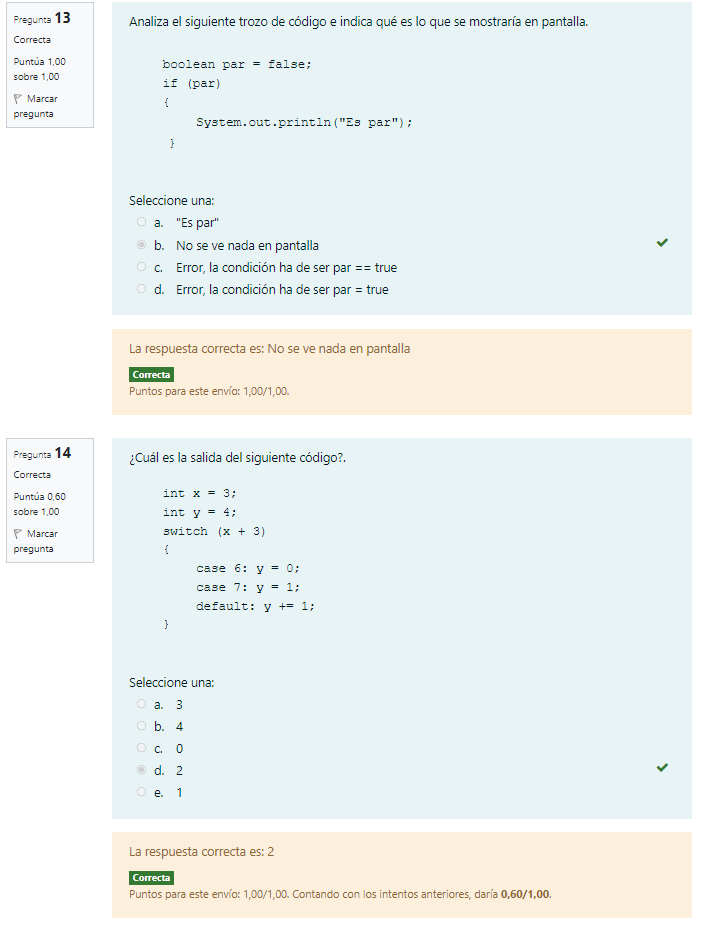 Pregunta 13
Correcta
Puntúa 1,00
sobre 1,00
Marcar
pregunta
Analiza el siguiente trozo de código e indica qué es lo que se mostraría en pantalla.
boolean par = false;
if (par)
{
System.out.println("Es par");
}
Seleccione una:
a. "Es par"
b. No se ve nada en pantalla
c. Error, la condición ha de ser par == true
d. Error, la condición ha de ser par = true
La respuesta correcta es: No se ve nada en pantalla
Correcta
Puntos para este envío: 1,00/1,00.
Pregunta 14
Correcta
Puntúa 0,60
sobre 1,00
Marcar
pregunta
¿Cuál es la salida del siguiente código?.
int x = 3;
int y = 4;
switch (x + 3)
{
case 6: y = 0;
case 7: y = 1;
default: y += 1;
}
Seleccione una:
a. 3
b. 4
c. 0
d. 2
e. 1
La respuesta correcta es: 2
Correcta
Puntos para este envío: 1,00/1,00. Contando con los intentos anteriores, daría 0,60/1,00.